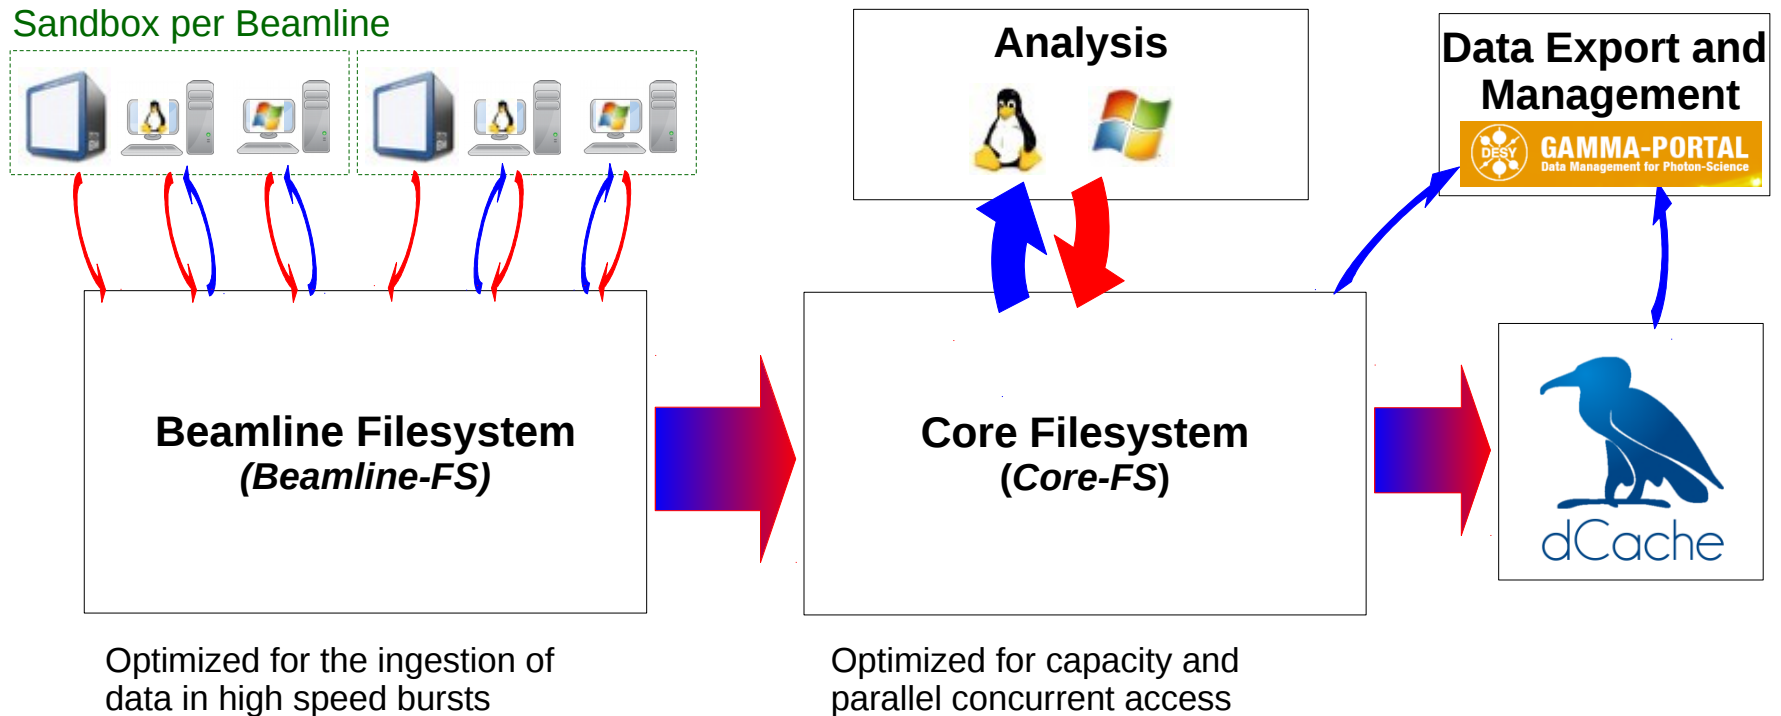 Sandbox per Beamline
Analysis
Data Export and
Management
DESY
GAMMA-PORTAL
Data Management for Photon-Science
Beamline Filesystem
(Beamline-FS)
Core Filesystem
(Core-FS)
dCache
Optimized for the ingestion of
data in high speed bursts
Optimized for capacity and
parallel concurrent access